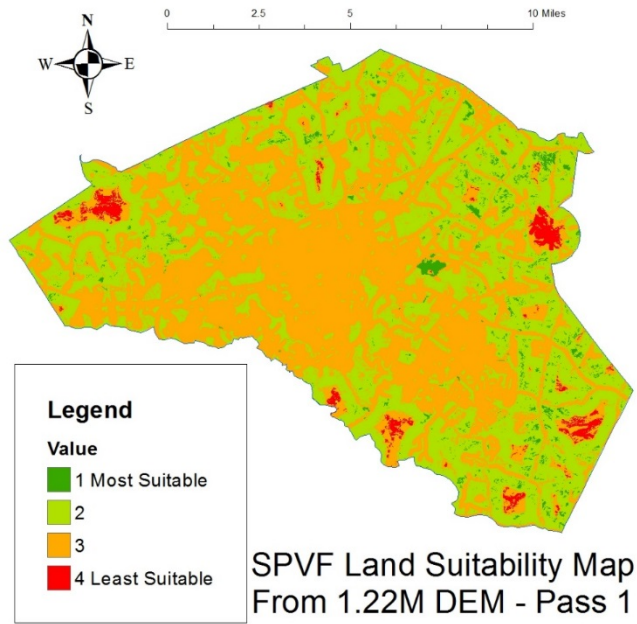 0 2.5 5 10 Miles
N
W E
S
Legend
Value
1 Most Suitable
2
3
4 Least Suitable
SPVF Land Suitability Map
From 1.22M DEM - Pass 1